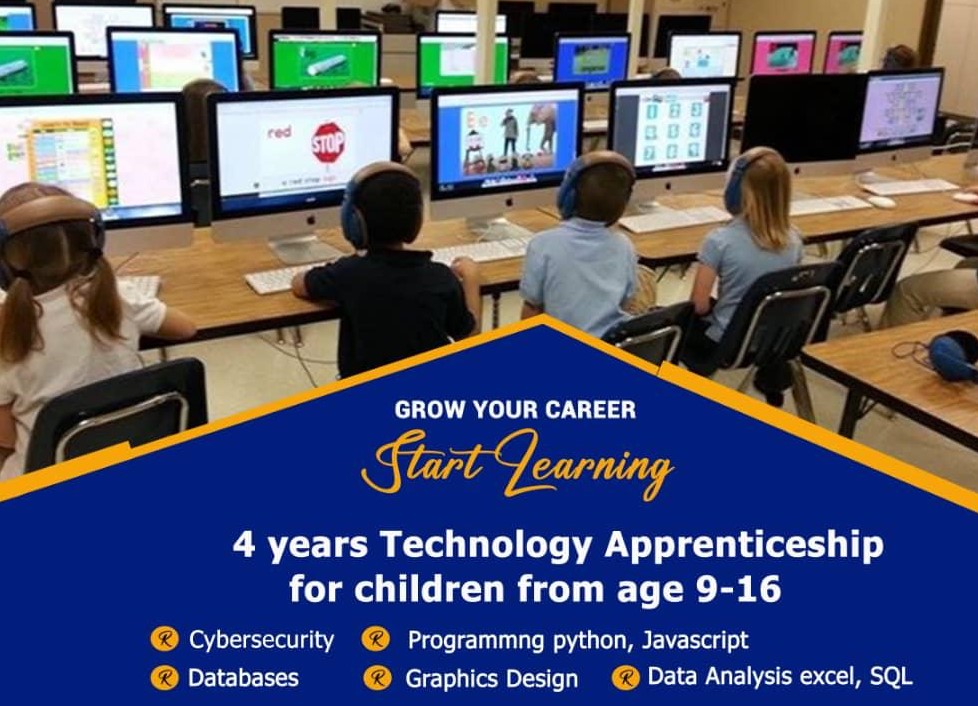 red
STOP
GROW YOUR CAREER
Start Learning
4 years Technology Apprenticeship
for children from age 9-16
R Cybersecurity R Programmng python, Javascript
R Databases R Graphics Design R Data Analysis excel, SQL